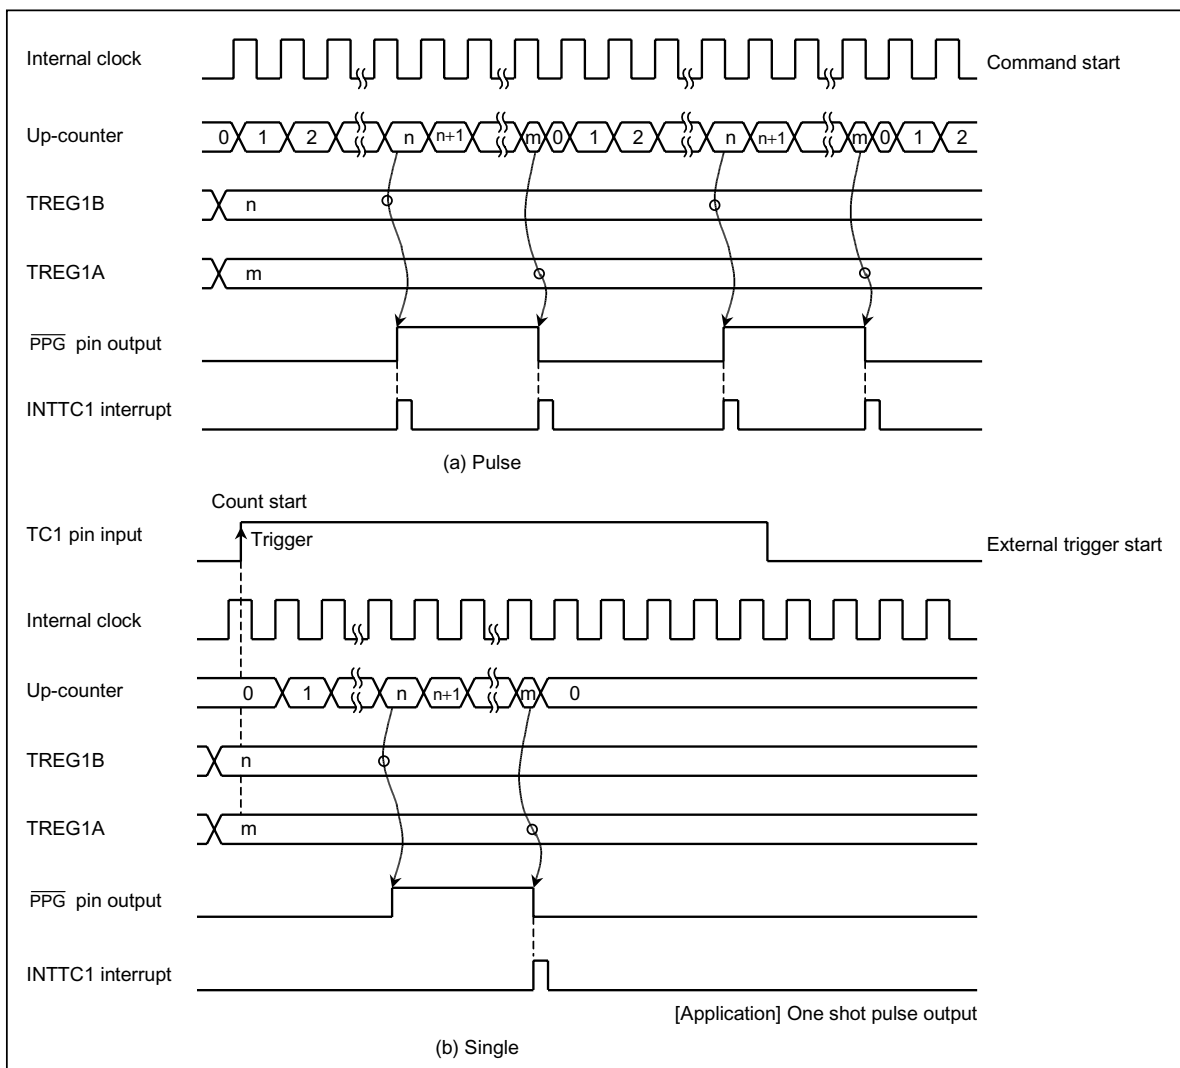 Internal clock
Command start
Up-counter 0 1 2 n n+1 m 0 1 2 n n+1 m 0 1 2
TREG1B n
TREG1A m
PPG pin output
INTTC1 interrupt
(a) Pulse
Count start
TC1 pin input
Trigger
External trigger start
Internal clock
Up-counter 0 1 n n+1 m 0
TREG1B n
TREG1A m
PPG pin output
INTTC1 interrupt
[Application] One shot pulse output
(b) Single